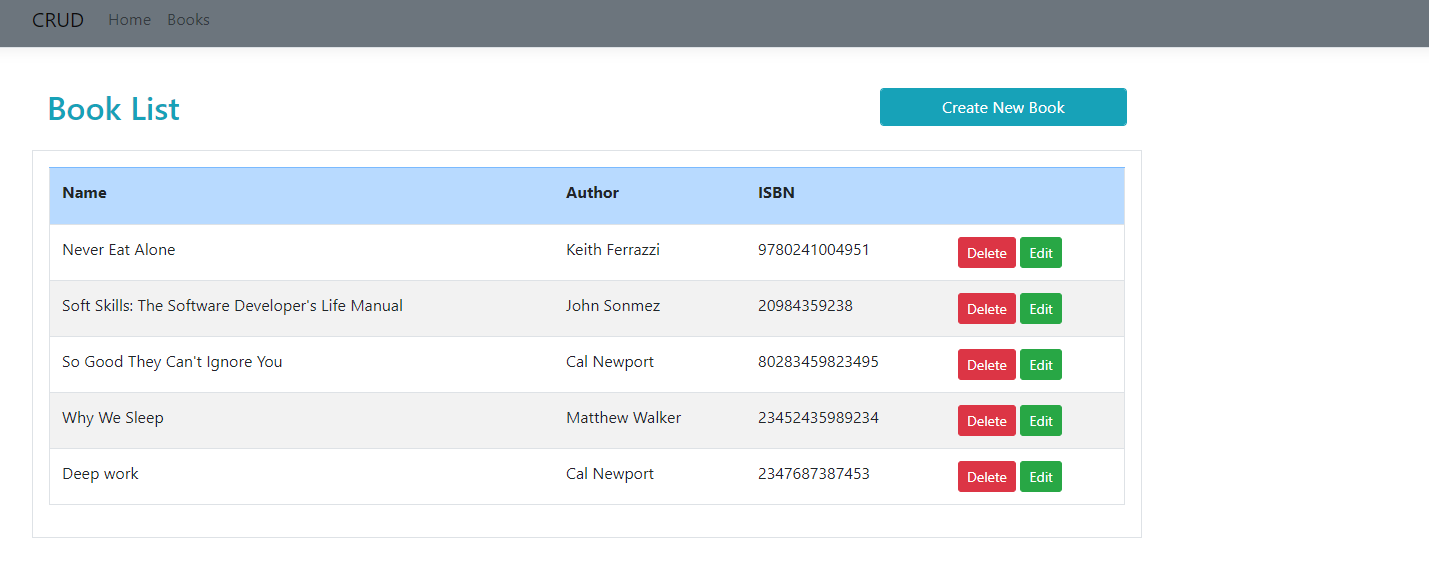 CRUD Home Books
Book List
Create New Book
Name Author ISBN
Never Eat Alone Keith Ferrazzi 9780241004951 Delete Edit
Soft Skills: The Software Developer's Life Manual John Sonmez 20984359238 Delete Edit
So Good They Can't Ignore You Cal Newport 80283459823495 Delete Edit
Why We Sleep Matthew Walker 23452435989234 Delete Edit
Deep work Cal Newport 2347687387453 Delete Edit